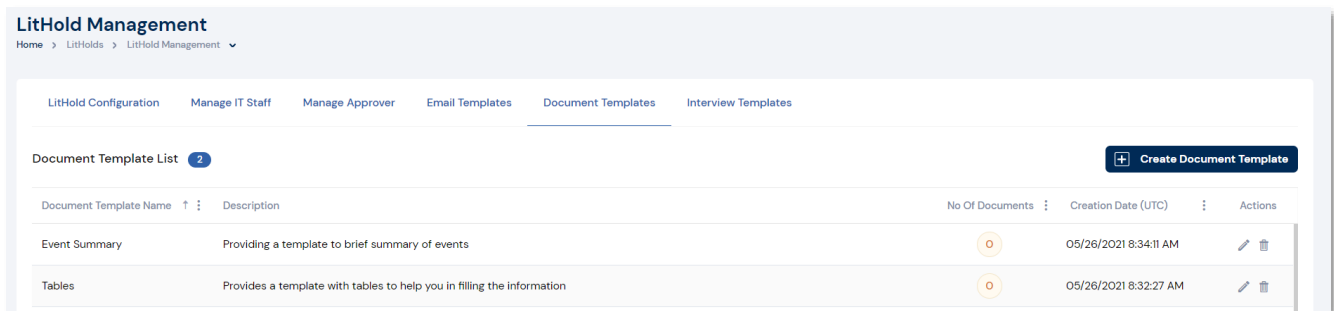 LitHold Management
Home > LitHolds > LitHold Management
LitHold Configuration Manage IT Staff Manage Approver Email Templates Document Templates Interview Templates
Document Template List 2 Create Document Template
Document Template Name ↑ Description No Of Documents Creation Date (UTC) Actions
Event Summary Providing a template to brief summary of events 0 05/26/2021 8:34:11 AM
Tables Provides a template with tables to help you in filling the information 0 05/26/2021 8:32:27 AM